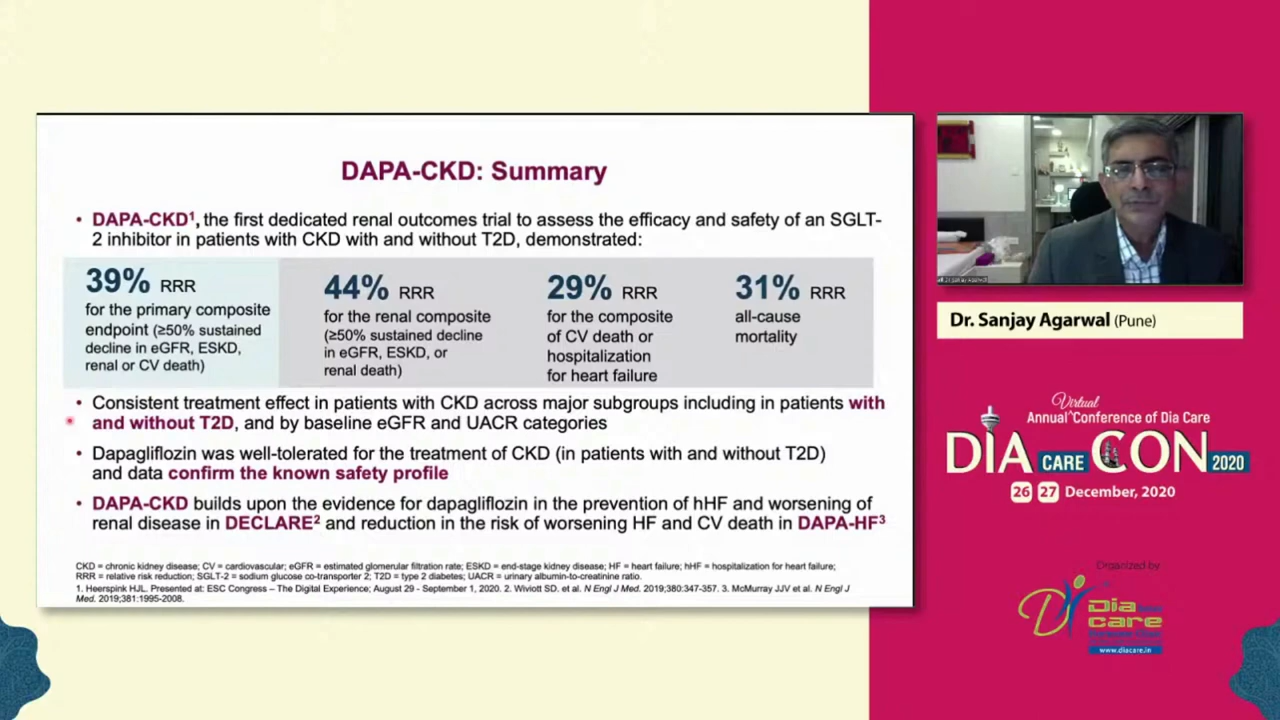 DAPA-CKD: Summary
• DAPA-CKD1, the first dedicated renal outcomes trial to assess the efficacy and safety of an SGLT-
2 inhibitor in patients with CKD with and without T2D, demonstrated:
39% RRR
for the primary composite
endpoint (≥50% sustained
decline in eGFR, ESKD,
renal or CV death)
44% RRR
for the renal composite
(≥50% sustained decline
in eGFR, ESKD, or
renal death)
29% RRR
for the composite
of CV death or
hospitalization
for heart failure
31% RRR
all-cause
mortality
• Consistent treatment effect in patients with CKD across major subgroups including in patients with
and without T2D, and by baseline eGFR and UACR categories
• Dapagliflozin was well-tolerated for the treatment of CKD (in patients with and without T2D)
and data confirm the known safety profile
• DAPA-CKD builds upon the evidence for dapagliflozin in the prevention of hHF and worsening of
renal disease in DECLARE2 and reduction in the risk of worsening HF and CV death in DAPA-HF3
CKD = chronic kidney disease; CV = cardiovascular; eGFR = estimated glomerular filtration rate; ESKD = end-stage kidney disease; HF = heart failure; hHF = hospitalization for heart failure;
RRR = relative risk reduction; SGLT-2 = sodium glucose co-transporter 2; T2D = type 2 diabetes; UACR = urinary albumin-to-creatinine ratio.
1. Heerspink HJL. Presented at: ESC Congress – The Digital Experience; August 29 - September 1, 2020. 2. Wiviott SD. et al. N Engl J Med. 2019;380:347-357. 3. McMurray JJV et al. N Engl J
Med. 2019;381:1995-2008.
Dr. Sanjay Agarwal (Pune)
Virtual
Annual^Conference of Dia Care
DIA CARE CON 2020
26 27 December, 2020
Organized by
Dia
care
www.diacare.in